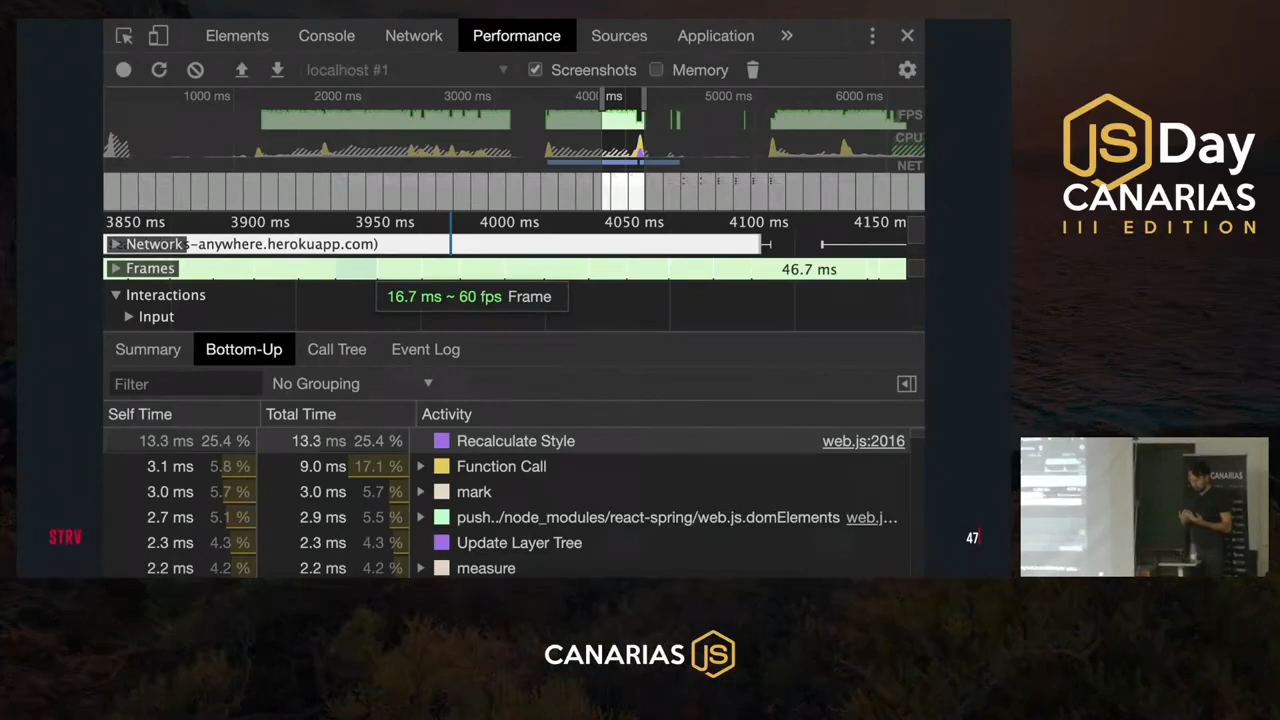 Elements Console Network Performance Sources Application »
localhost #1 Screenshots Memory
1000 ms 2000 ms 3000 ms 4000 ms 5000 ms 6000 ms
FPS
CPU
NET
3850 ms 3900 ms 3950 ms 4000 ms 4050 ms 4100 ms 4150 m
Networks-anywhere.herokuapp.com)
Frames 46.7 ms
16.7 ms ~ 60 fps Frame
Interactions
Input
Summary Bottom-Up Call Tree Event Log
Filter No Grouping
Self Time Total Time Activity
13.3 ms 25.4 % 13.3 ms 25.4 % Recalculate Style web.js:2016
3.1 ms 5.8 % 9.0 ms 17.1 % Function Call
3.0 ms 5.7 % 3.0 ms 5.7 % mark
2.7 ms 5.1 % 2.9 ms 5.5 % push../node_modules/react-spring/web.js.domElements web.j...
2.3 ms 4.3 % 2.3 ms 4.3 % Update Layer Tree
2.2 ms 4.2 % 2.2 ms 4.2 % measure
STRV
47
JS Day
CANARIAS
III EDITION
CANARIAS
CANARIAS JS